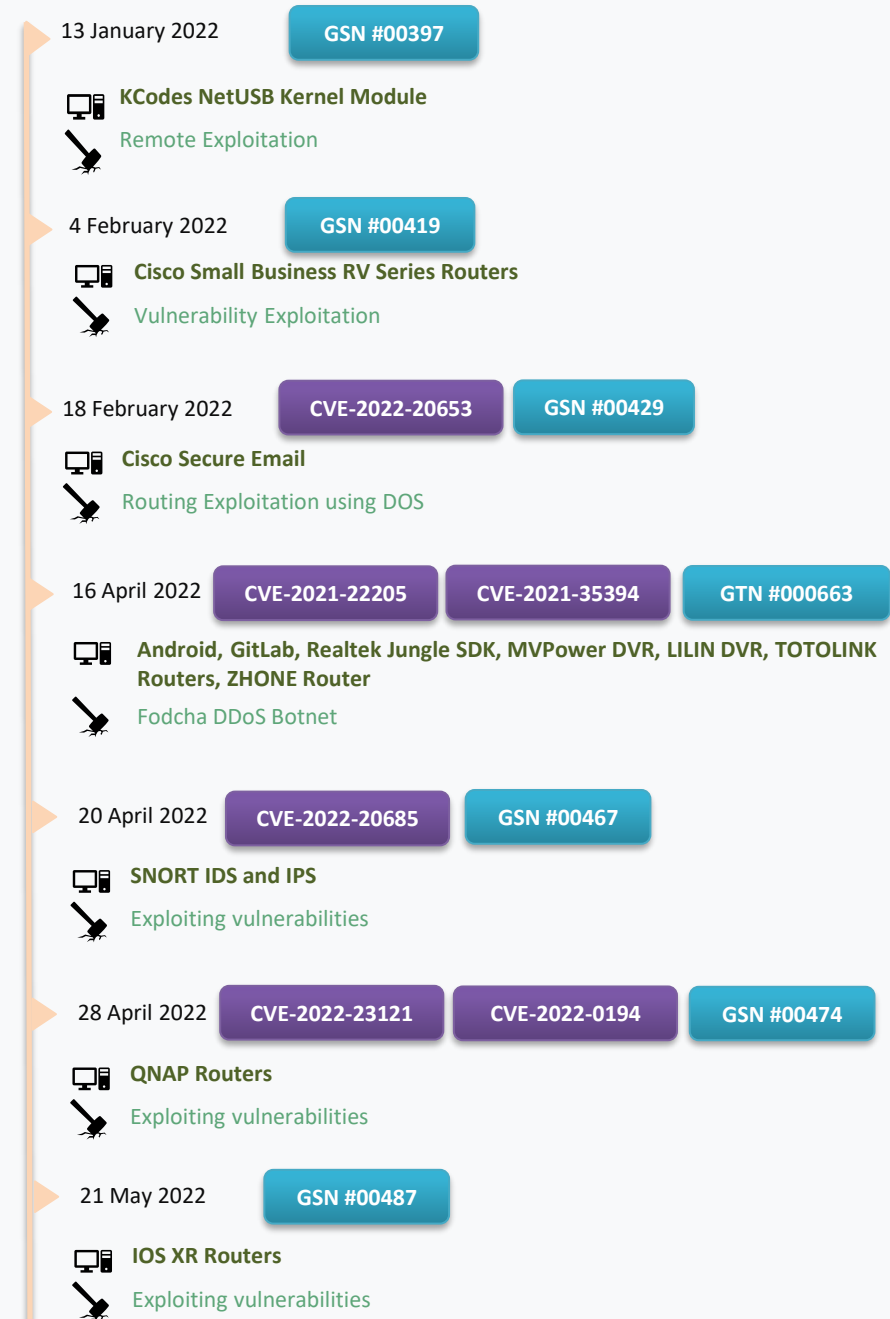 13 January 2022 GSN #00397
KCodes NetUSB Kernel Module
Remote Exploitation
4 February 2022 GSN #00419
Cisco Small Business RV Series Routers
Vulnerability Exploitation
18 February 2022 CVE-2022-20653 GSN #00429
Cisco Secure Email
Routing Exploitation using DOS
16 April 2022 CVE-2021-22205 CVE-2021-35394 GTN #000663
Android, GitLab, Realtek Jungle SDK, MVPower DVR, LILIN DVR, TOTOLINK
Routers, ZHONE Router
Fodcha DDoS Botnet
20 April 2022 CVE-2022-20685 GSN #00467
SNORT IDS and IPS
Exploiting vulnerabilities
28 April 2022 CVE-2022-23121 CVE-2022-0194 GSN #00474
QNAP Routers
Exploiting vulnerabilities
21 May 2022 GSN #00487
IOS XR Routers
Exploiting vulnerabilities